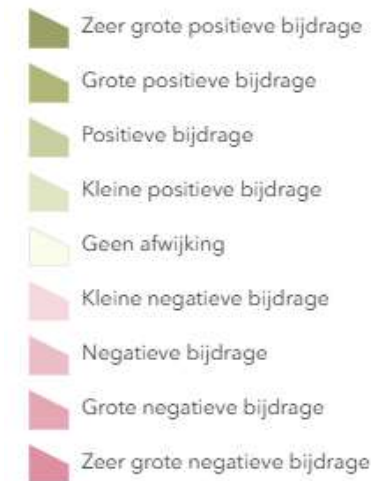 Zeer grote positieve bijdrage
Grote positieve bijdrage
Positieve bijdrage
Kleine positieve bijdrage
Geen afwijking
Kleine negatieve bijdrage
Negatieve bijdrage
Grote negatieve bijdrage
Zeer grote negatieve bijdrage